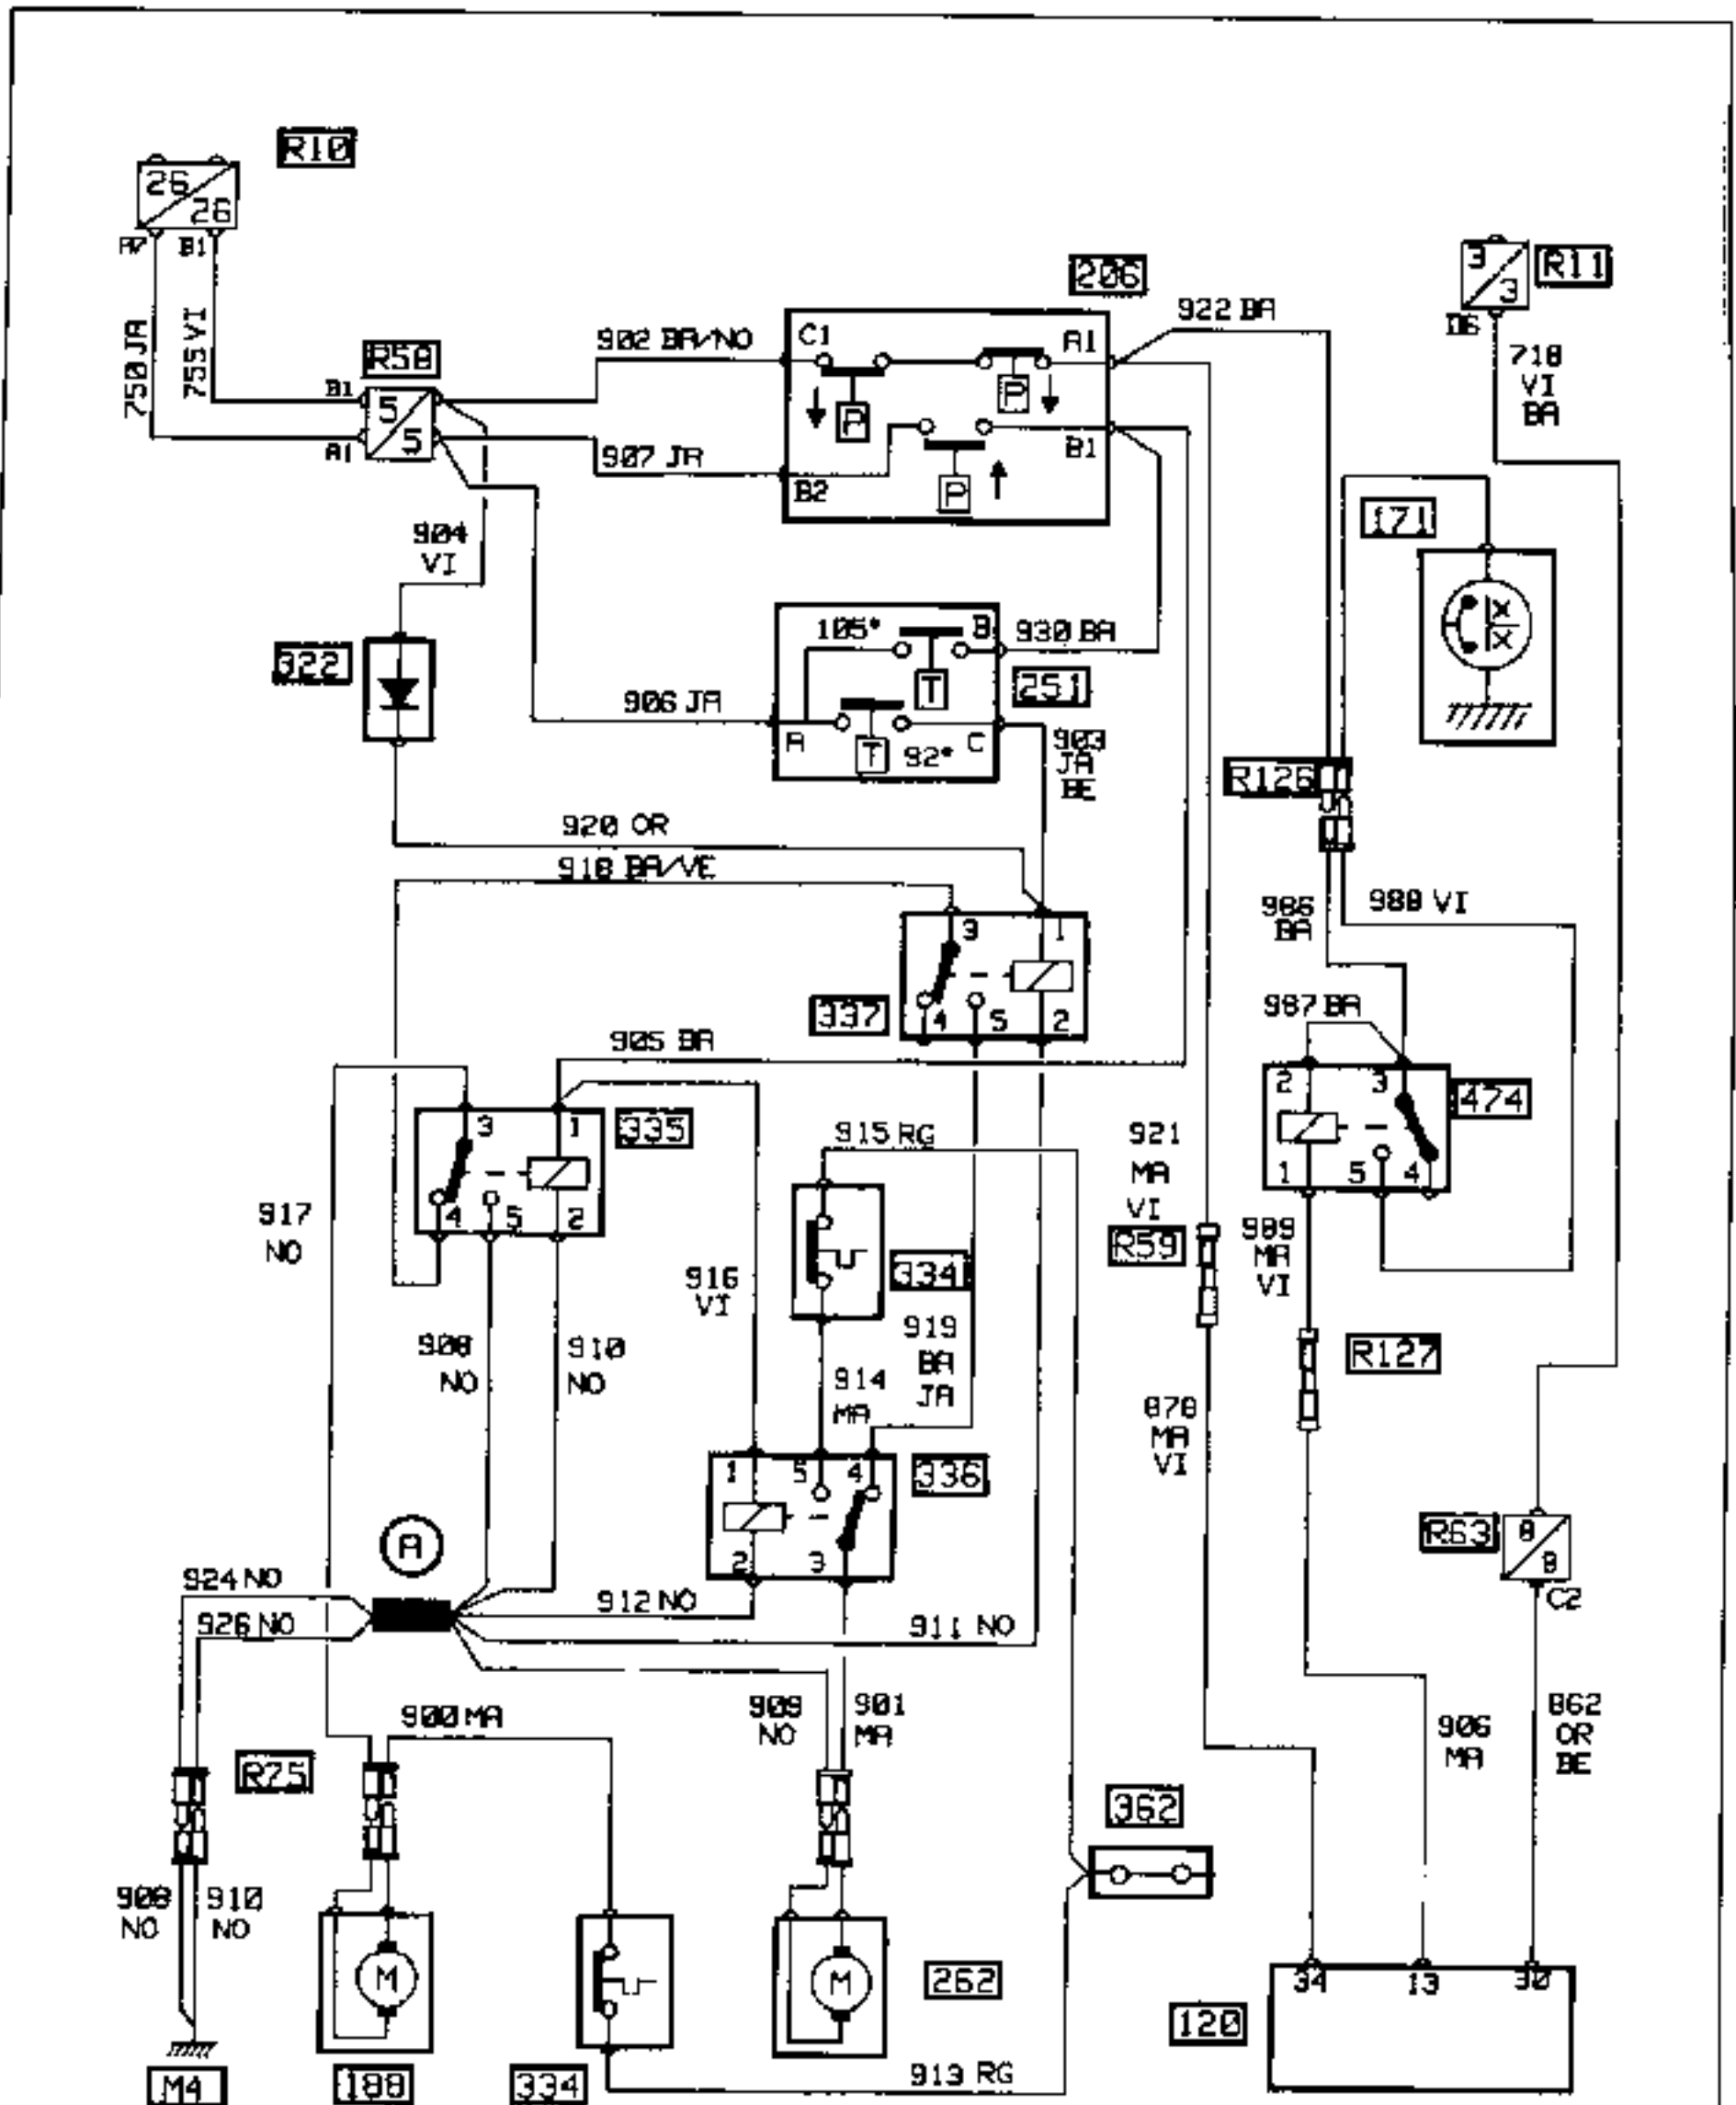 R10
26
26
A7 B1
750 JA
755 VI
R58
B1
5
5
A1
902 BA/NO
907 JA
206
C1
A1
P
P
B1
B2
P
922 BA
3
3
R11
D6
718
VI
BA
171
X
X
904
VI
322
105°
B
930 BA
T
251
906 JA
A
T
92°
C
903
JA
BE
R126
920 OR
918 BA/VE
3
1
337
4
5
2
986
BA
988 VI
987 BA
2
3
474
1
5
4
905 BA
3
1
335
4
5
2
917
NO
915 RG
334
921
MA
VI
R59
989
MA
VI
R127
916
VI
908
NO
910
NO
919
BA
JA
914
MA
878
MA
VI
1
5
4
336
2
3
A
924 NO
926 NO
912 NO
911 NO
R63
8
8
C2
900 MA
909
NO
901
MA
906
MA
862
OR
BE
R75
362
908
NO
910
NO
M
M
262
34
13
30
120
M4
188
334
913 RG